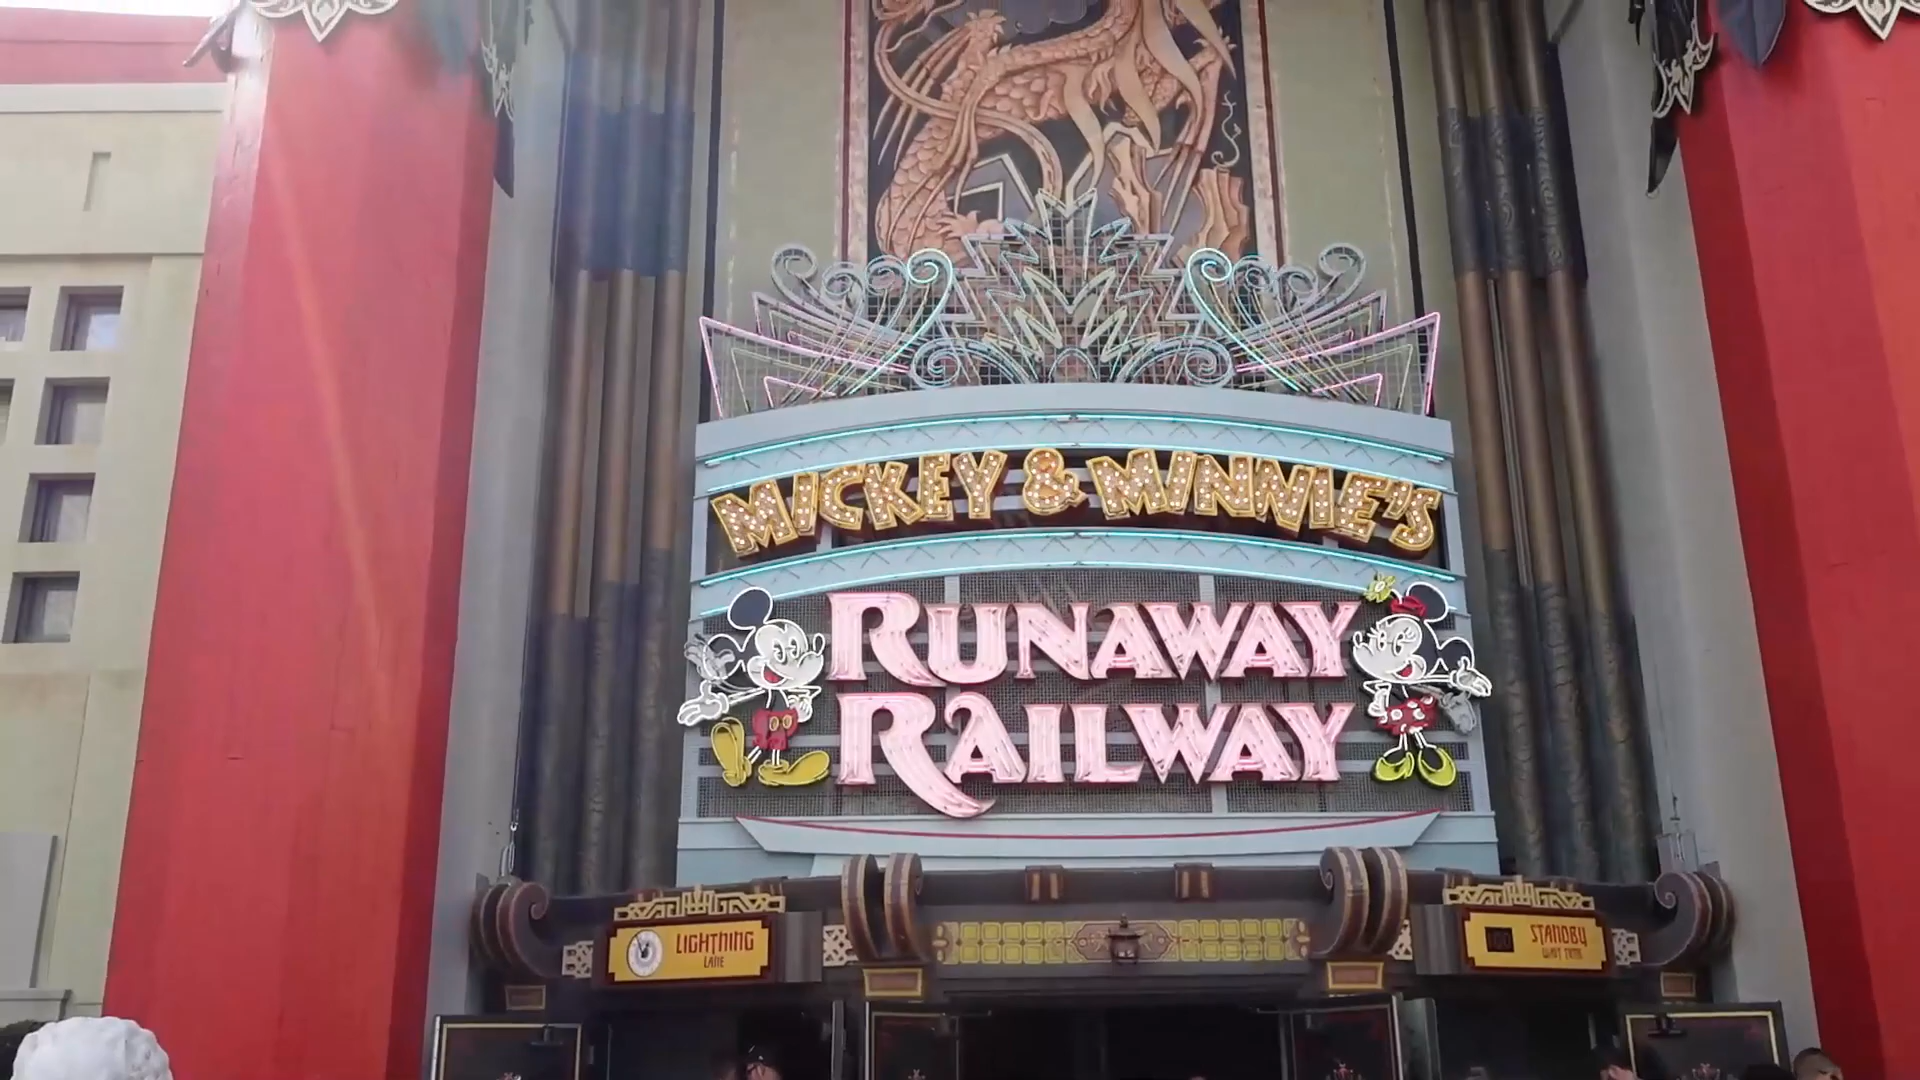 MICKEY & MINNIE'S
RUNAWAY
RAILWAY
LIGHTNING
LANE
STANDBY
WAIT TIME